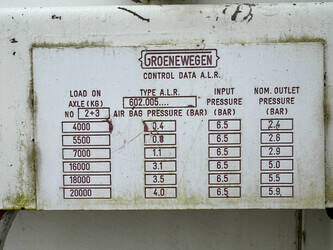 GROENEWEGEN
CONTROL DATA A.L.R.
LOAD ON AXLE (KG) TYPE A.L.R. INPUT PRESSURE (BAR) NOM. OUTLET PRESSURE (BAR)
602.005....
NO 2+3 AIR BAG PRESSURE (BAR)
4000 0.4 6.5 2.4
5500 0.8 6.5 2.6
7000 1.1 6.5 2.9
16000 3.1 6.5 5.0
18000 3.5 6.5 5.5
20000 4.0 6.5 5.9